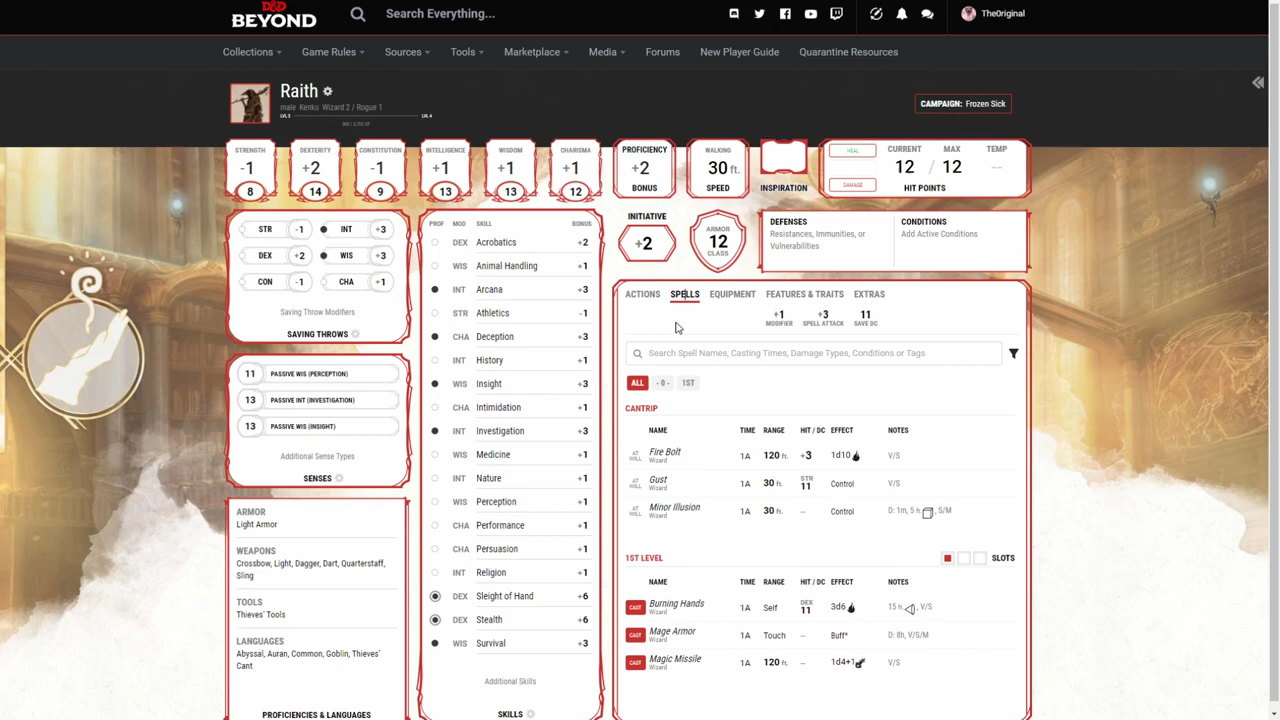 D&D
BEYOND
Search Everything...
TheOriginal
Collections
Game Rules
Sources
Tools
Marketplace
Media
Forums
New Player Guide
Quarantine Resources
Raith
male Kenku Wizard 2 / Rogue 1
LVL 3
LVL 4
CAMPAIGN: Frozen Sick
STRENGTH
-1
8
DEXTERITY
+2
14
CONSTITUTION
-1
9
INTELLIGENCE
+1
13
WISDOM
+1
13
CHARISMA
+1
12
PROFICIENCY
+2
BONUS
WALKING
30 ft.
SPEED
INSPIRATION
HEAL
DAMAGE
CURRENT MAX TEMP
12 / 12 --
HIT POINTS
STR -1
INT +3
DEX +2
WIS +3
CON -1
CHA +1
Saving Throw Modifiers
SAVING THROWS
11 PASSIVE WIS (PERCEPTION)
13 PASSIVE INT (INVESTIGATION)
13 PASSIVE WIS (INSIGHT)
Additional Sense Types
SENSES
ARMOR
Light Armor
WEAPONS
Crossbow, Light, Dagger, Dart, Quarterstaff,
Sling
TOOLS
Thieves' Tools
LANGUAGES
Abyssal, Auran, Common, Goblin, Thieves'
Cant
PROFICIENCIES & LANGUAGES
PROF MOD SKILL BONUS
DEX Acrobatics +2
WIS Animal Handling +1
INT Arcana +3
STR Athletics -1
CHA Deception +3
INT History +1
WIS Insight +3
CHA Intimidation +1
INT Investigation +3
WIS Medicine +1
INT Nature +1
WIS Perception +1
CHA Performance +1
CHA Persuasion +1
INT Religion +1
DEX Sleight of Hand +6
DEX Stealth +6
WIS Survival +3
Additional Skills
SKILLS
INITIATIVE
+2
ARMOR
12
CLASS
DEFENSES
Resistances, Immunities, or
Vulnerabilities
CONDITIONS
Add Active Conditions
ACTIONS
SPELLS
EQUIPMENT
FEATURES & TRAITS
EXTRAS
+1
MODIFIER
+3
SPELL ATTACK
11
SAVE DC
Search Spell Names, Casting Times, Damage Types, Conditions or Tags
ALL
- 0 -
1ST
CANTRIP
NAME TIME RANGE HIT / DC EFFECT NOTES
AT WILL Fire Bolt 1A 120 ft. +3 1d10 V/S
Wizard
AT WILL Gust 1A 30 ft. STR 11 Control V/S
Wizard
AT WILL Minor Illusion 1A 30 ft. -- Control D: 1m, 5 ft. , S/M
Wizard
1ST LEVEL
SLOTS
NAME TIME RANGE HIT / DC EFFECT NOTES
CAST Burning Hands 1A Self DEX 11 3d6 15 ft. , V/S
Wizard
CAST Mage Armor 1A Touch -- Buff* D: 8h, V/S/M
Wizard
CAST Magic Missile 1A 120 ft. -- 1d4+1 V/S
Wizard